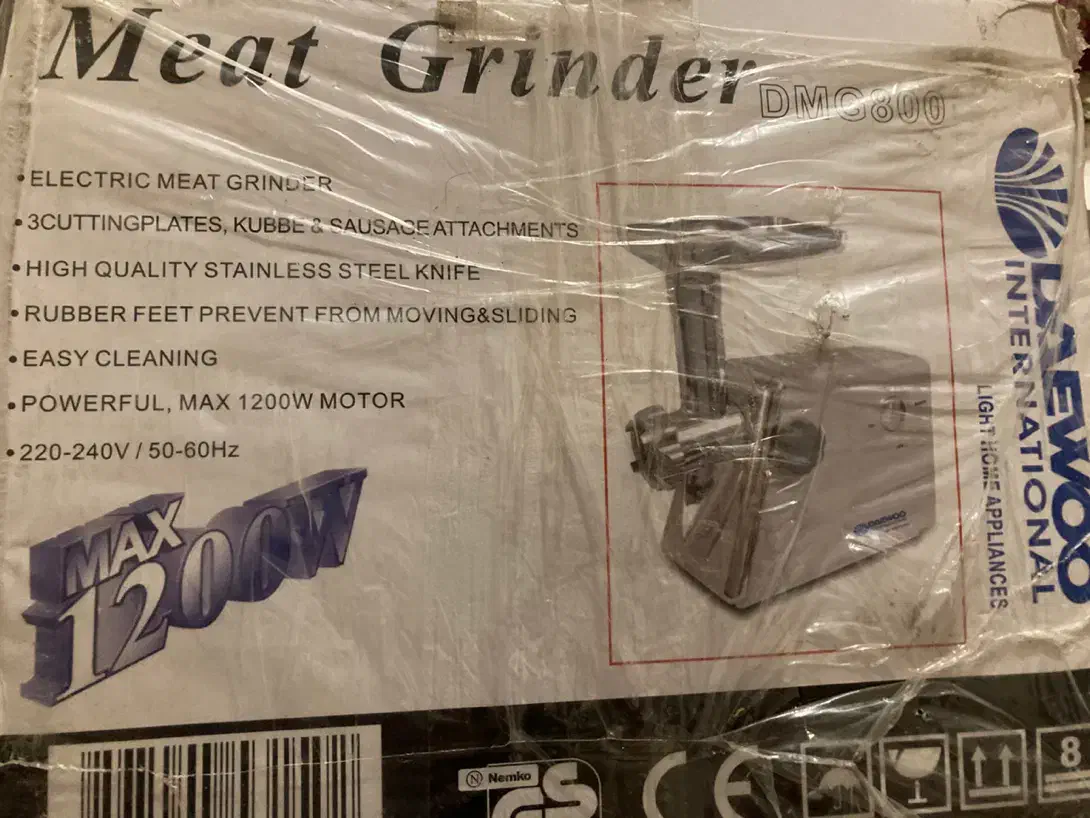 Meat Grinder
DMG800
• ELECTRIC MEAT GRINDER
• 3CUTTINGPLATES, KUBBE & SAUSAGE ATTACHMENTS
• HIGH QUALITY STAINLESS STEEL KNIFE
• RUBBER FEET PREVENT FROM MOVING&SLIDING
• EASY CLEANING
• POWERFUL, MAX 1200W MOTOR
• 220-240V / 50-60Hz
MAX
1200W
DAEWOO
DAEWOO
INTERNATIONAL
LIGHT HOME APPLIANCES
N Nemko
GS
CE
8